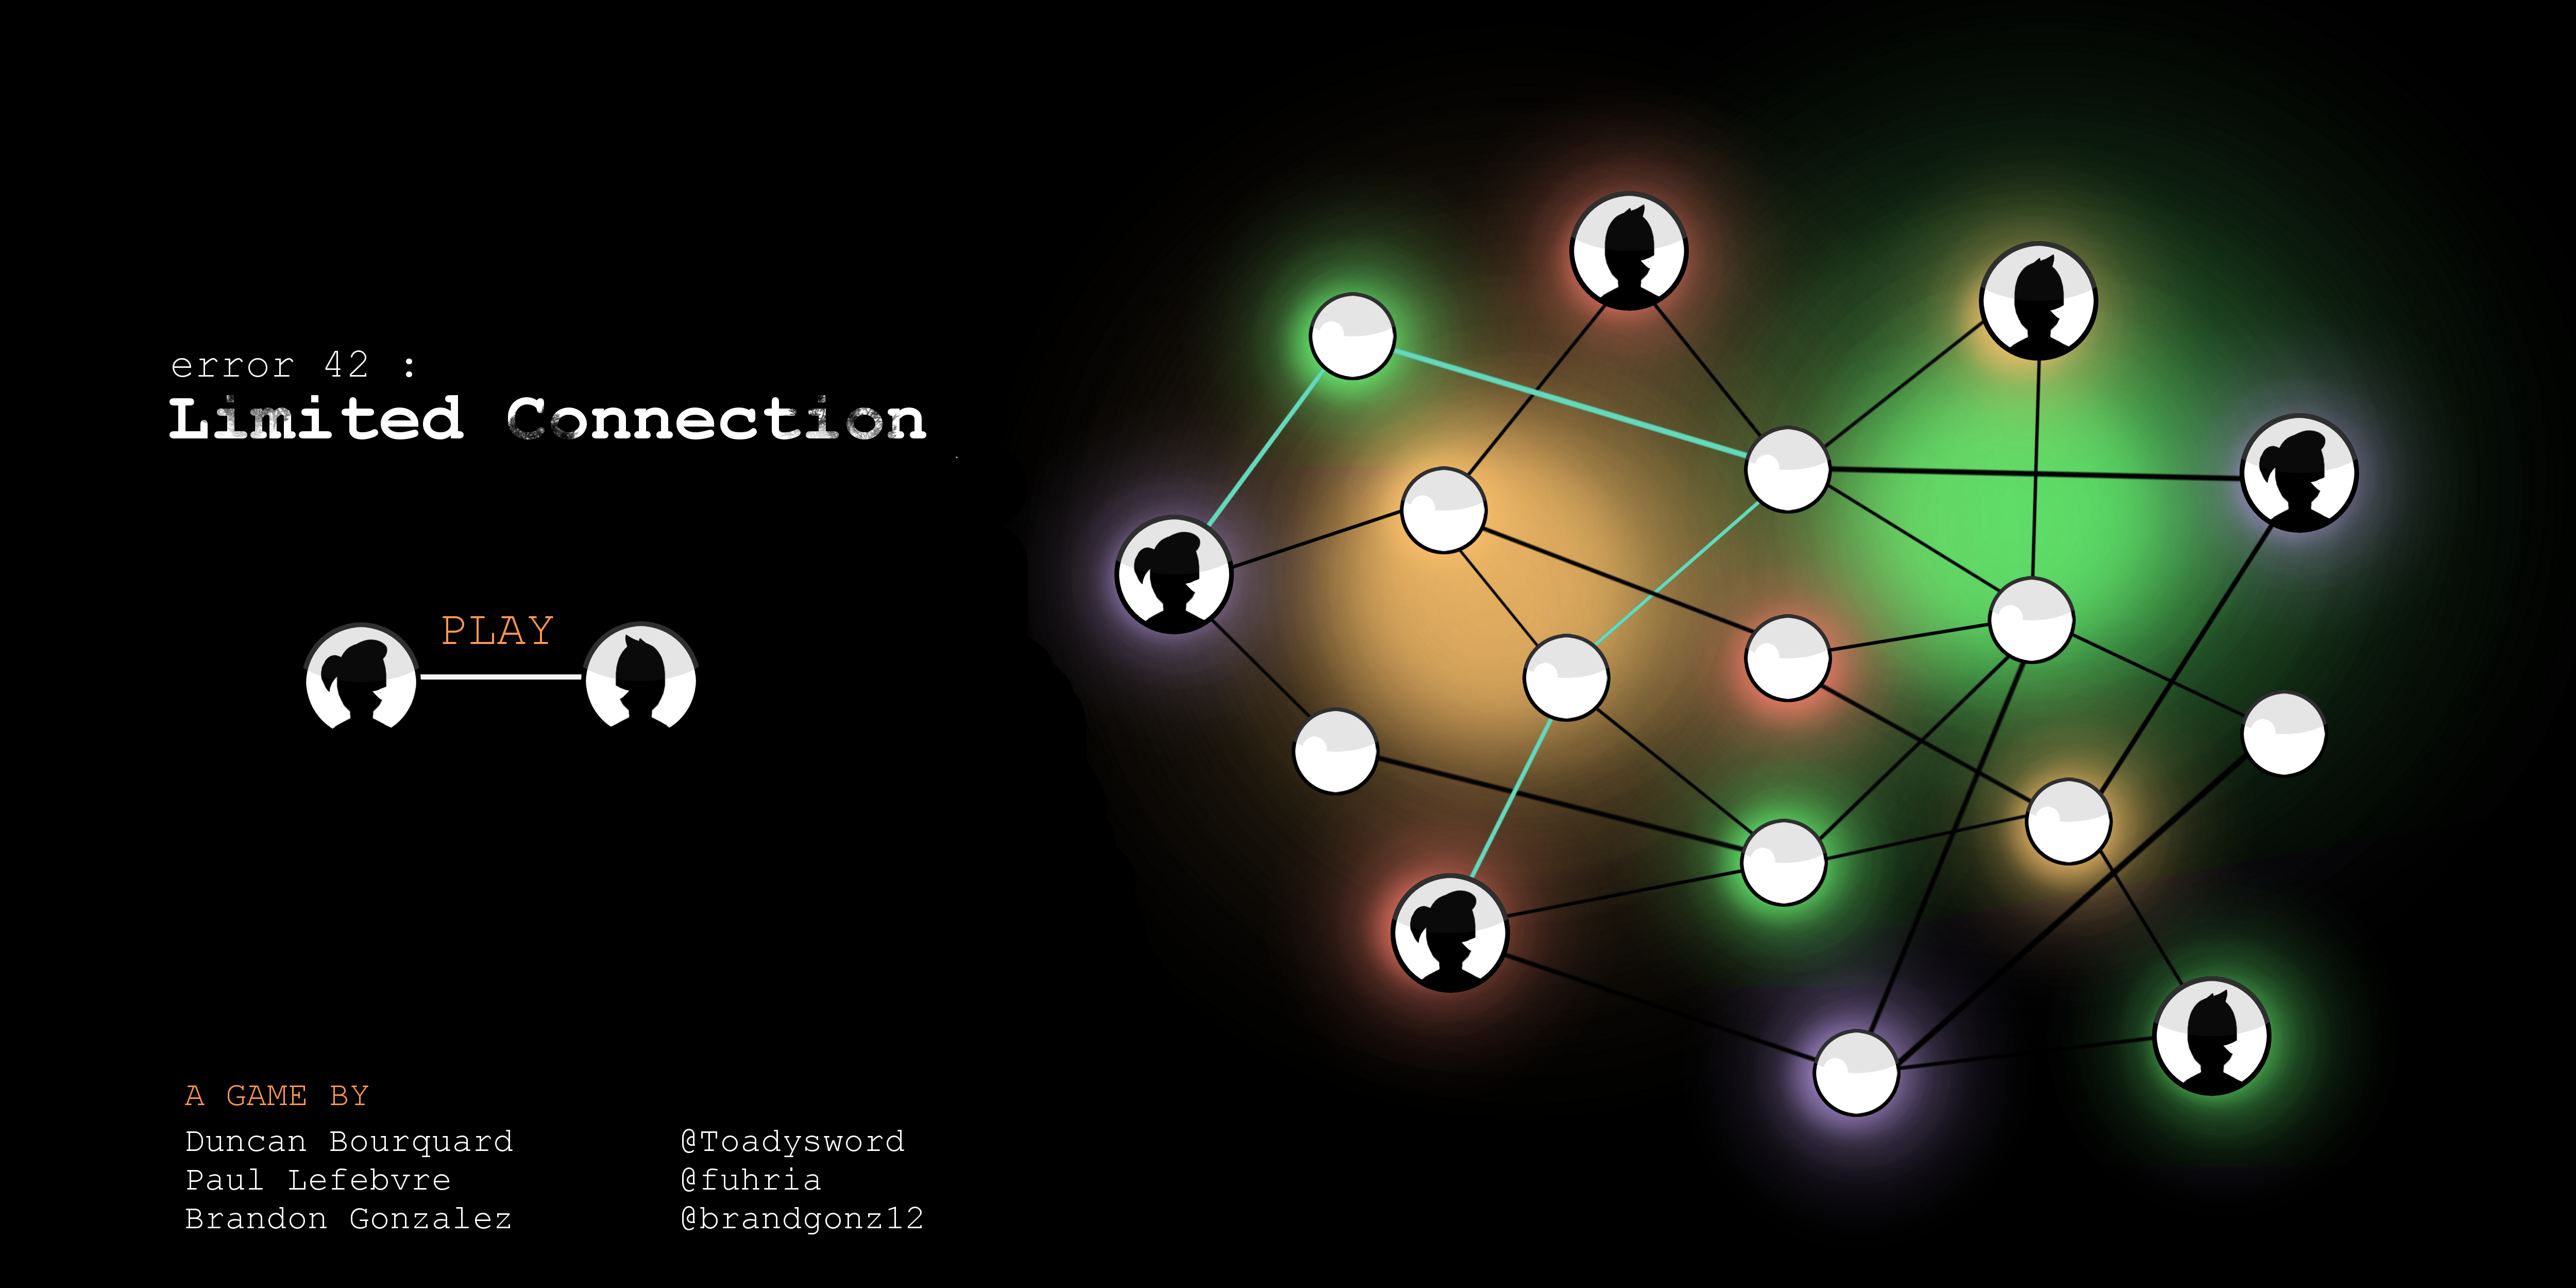 error 42 :
Limited Connection
PLAY
A GAME BY
Duncan Bourquard @Toadysword
Paul Lefebvre @fuhria
Brandon Gonzalez @brandgonz12